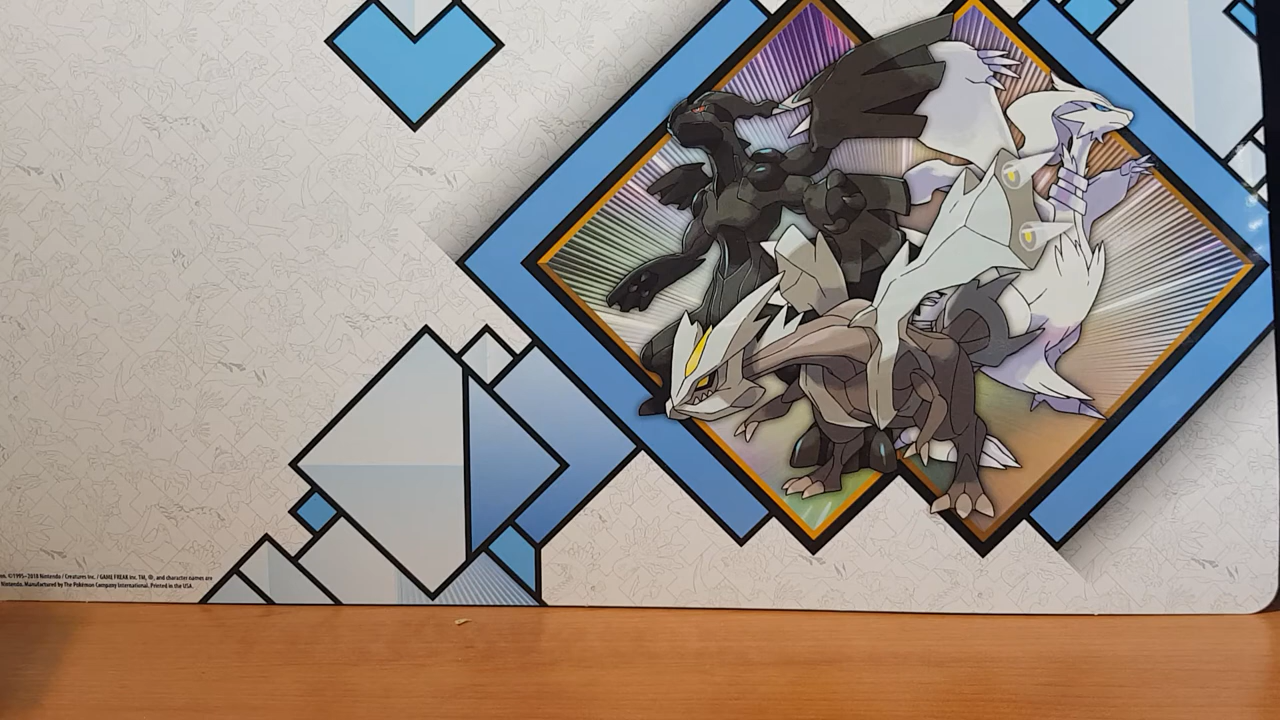 ©1995–2018 Nintendo / Creatures Inc. / GAME FREAK inc. TM, ®, and character names are
Nintendo. Manufactured by The Pokémon Company International. Printed in the USA.